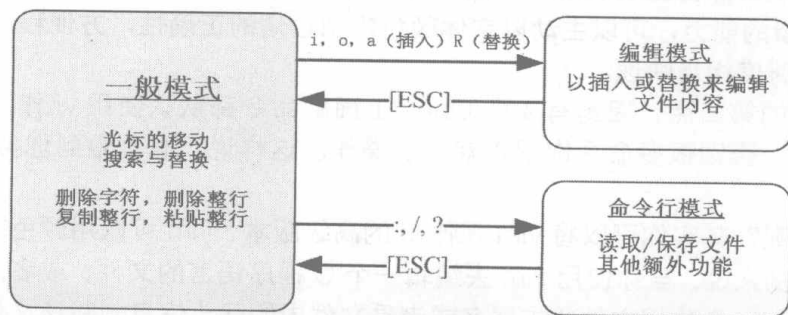 一般模式
光标的移动
搜索与替换
删除字符，删除整行
复制整行，粘贴整行
i, o, a（插入）R（替换）
[ESC]
编辑模式
以插入或替换来编辑
文件内容
:, /, ?
[ESC]
命令行模式
读取/保存文件
其他额外功能